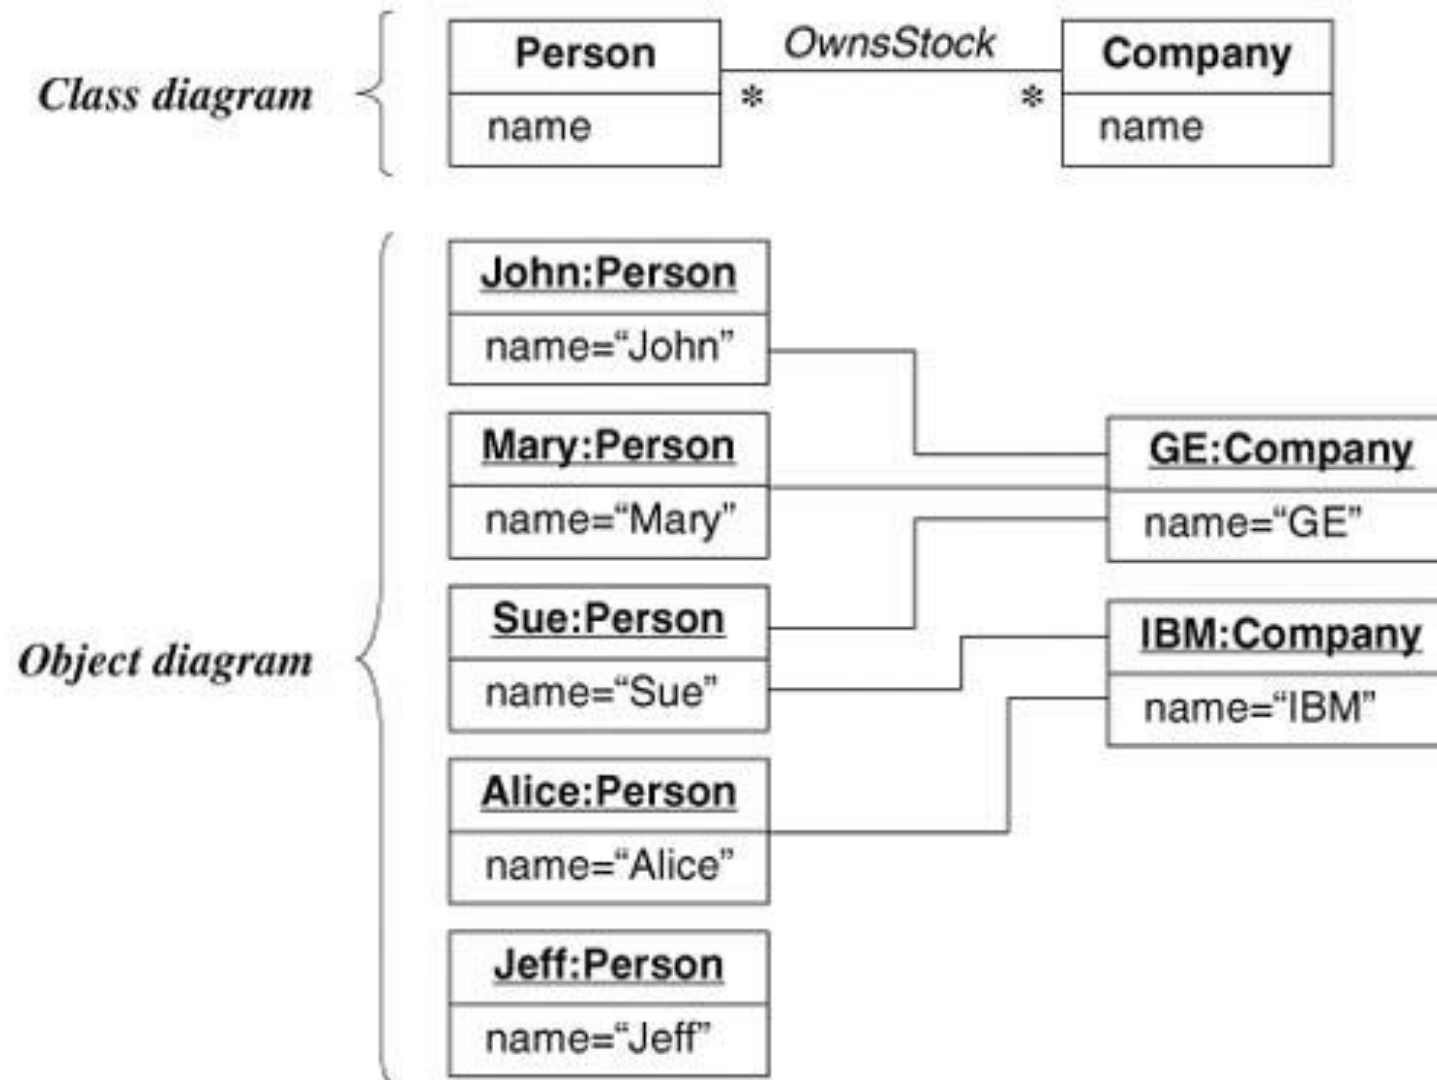 Class diagram
Person
name
OwnsStock
*
*
Company
name
Object diagram
John:Person
name=“John”
Mary:Person
name=“Mary”
Sue:Person
name=“Sue”
Alice:Person
name=“Alice”
Jeff:Person
name=“Jeff”
GE:Company
name=“GE”
IBM:Company
name=“IBM”